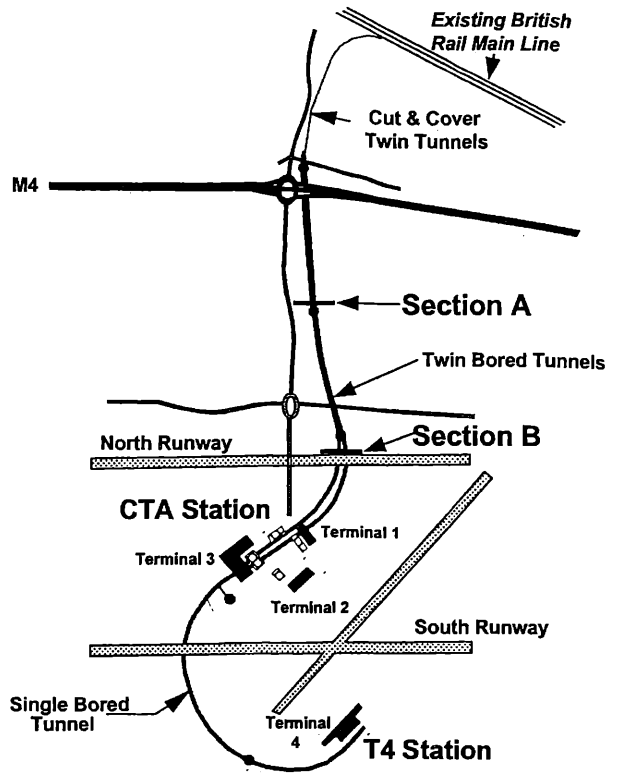 Existing British
Rail Main Line
Cut & Cover
Twin Tunnels
M4
Section A
Twin Bored Tunnels
Section B
North Runway
CTA Station
Terminal 1
Terminal 3
Terminal 2
South Runway
Single Bored
Tunnel
Terminal
4
T4 Station